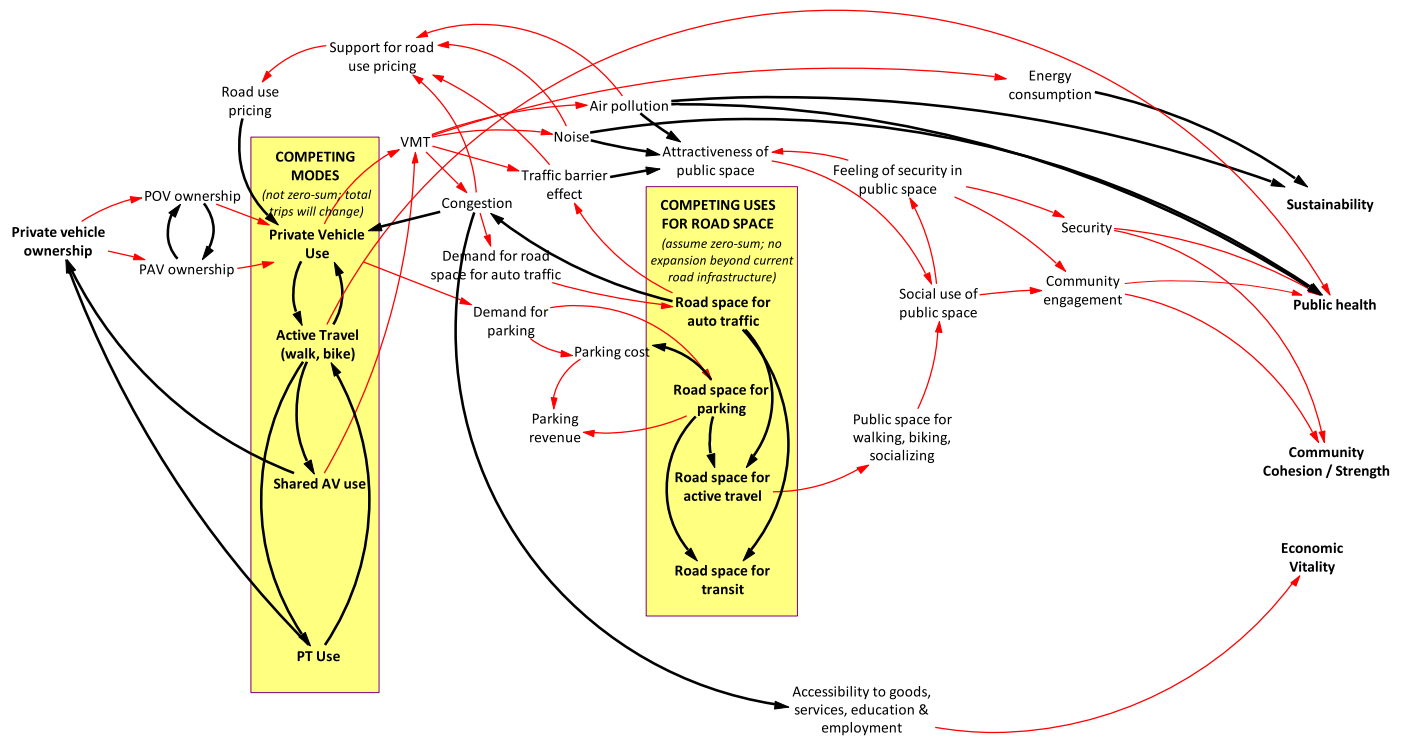 Support for road
use pricing
Road use
pricing
Energy
consumption
Air pollution
Noise
VMT
COMPETING
MODES
(not zero-sum; total
trips will change)
Attractiveness of
public space
Traffic barrier
effect
Feeling of security in
public space
POV ownership
Private vehicle
ownership
PAV ownership
Private Vehicle
Use
Congestion
COMPETING USES
FOR ROAD SPACE
(assume zero-sum; no
expansion beyond current
road infrastructure)
Sustainability
Security
Demand for road
space for auto traffic
Community
engagement
Social use of
public space
Public health
Road space for
auto traffic
Demand for
parking
Active Travel
(walk, bike)
Parking cost
Road space for
parking
Parking
revenue
Public space for
walking, biking,
socializing
Community
Cohesion / Strength
Shared AV use
Road space for
active travel
Economic
Vitality
Road space for
transit
PT Use
Accessibility to goods,
services, education &
employment